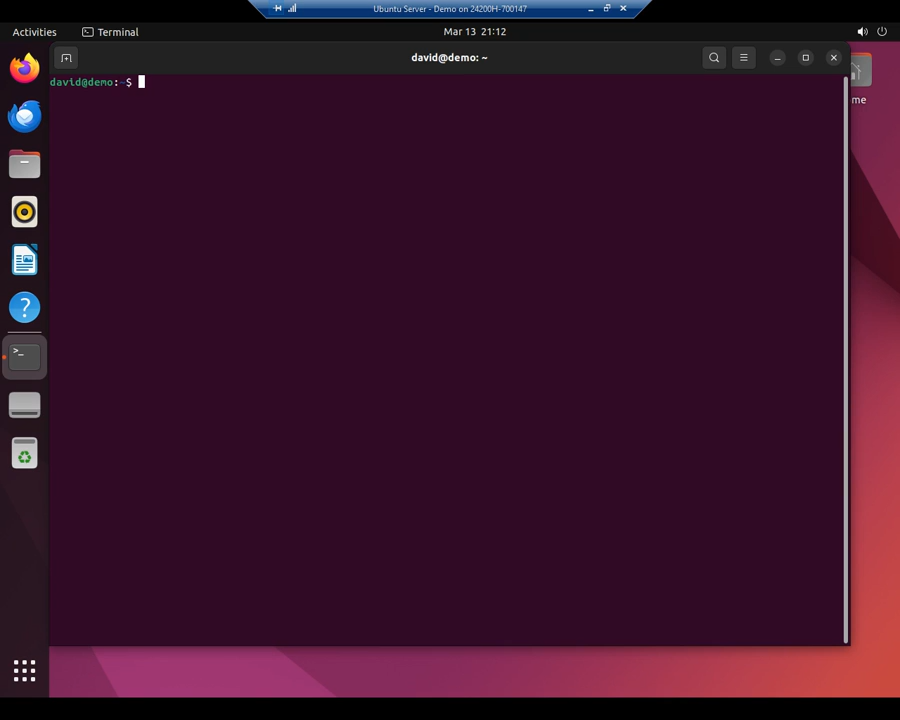 Ubuntu Server - Demo on 24200H-700147
Activities
Terminal
Mar 13 21:12
david@demo: ~
david@demo:~$
me